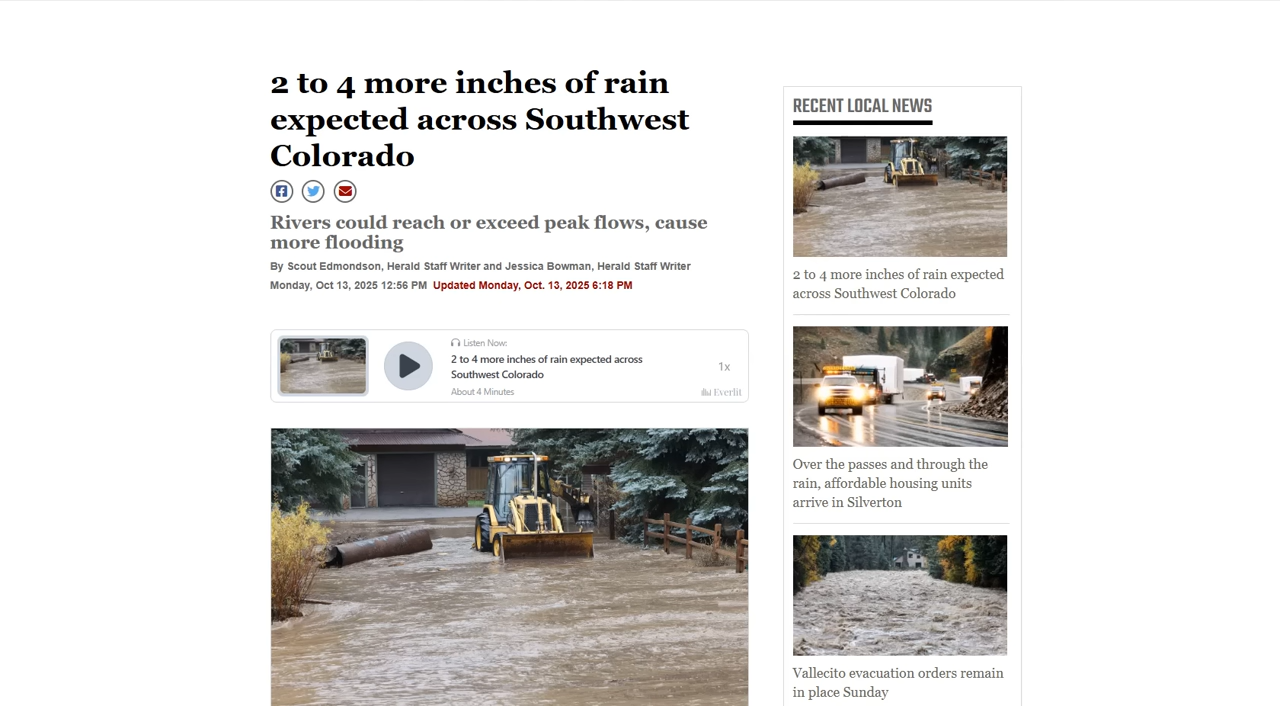 2 to 4 more inches of rain
expected across Southwest
Colorado
Rivers could reach or exceed peak flows, cause
more flooding
By Scout Edmondson, Herald Staff Writer and Jessica Bowman, Herald Staff Writer
Monday, Oct 13, 2025 12:56 PM Updated Monday, Oct. 13, 2025 6:18 PM
Listen Now:
2 to 4 more inches of rain expected across
Southwest Colorado
About 4 Minutes
1x
Everlit
RECENT LOCAL NEWS
2 to 4 more inches of rain expected
across Southwest Colorado
Over the passes and through the
rain, affordable housing units
arrive in Silverton
Vallecito evacuation orders remain
in place Sunday